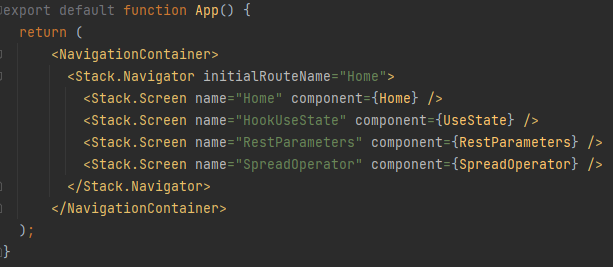 export default function App() {
  return (
      <NavigationContainer>
        <Stack.Navigator initialRouteName="Home">
          <Stack.Screen name="Home" component={Home} />
          <Stack.Screen name="HookUseState" component={UseState} />
          <Stack.Screen name="RestParameters" component={RestParameters} />
          <Stack.Screen name="SpreadOperator" component={SpreadOperator} />
        </Stack.Navigator>
      </NavigationContainer>
  );
}